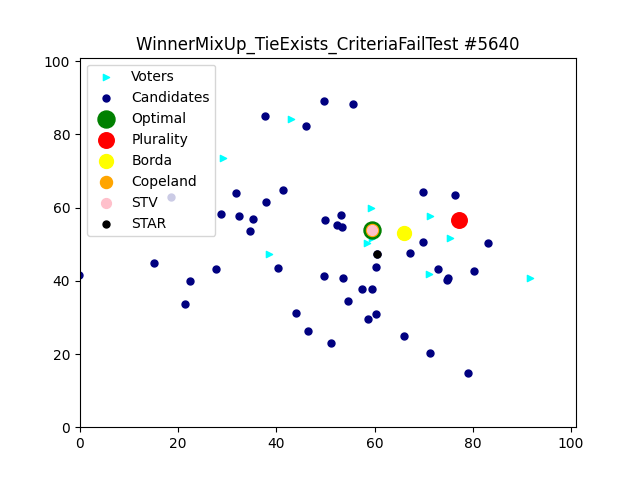 WinnerMixUp_TieExists_CriteriaFailTest #5640
100
80
60
40
20
0
Voters
Candidates
Optimal
Plurality
Borda
Copeland
STV
STAR
0 20 40 60 80 100